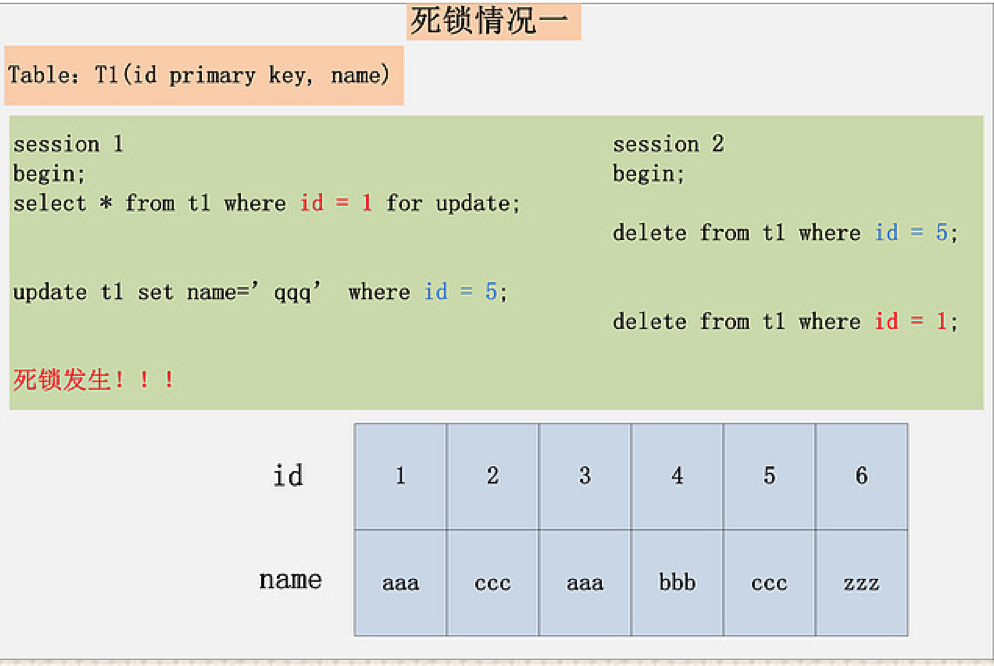 死锁情况一
Table: T1(id primary key, name)
session 1 session 2
begin; begin;
select * from t1 where id = 1 for update;
delete from t1 where id = 5;
update t1 set name=’qqq’ where id = 5;
delete from t1 where id = 1;
死锁发生！！！
id 1 2 3 4 5 6
name aaa ccc aaa bbb ccc zzz